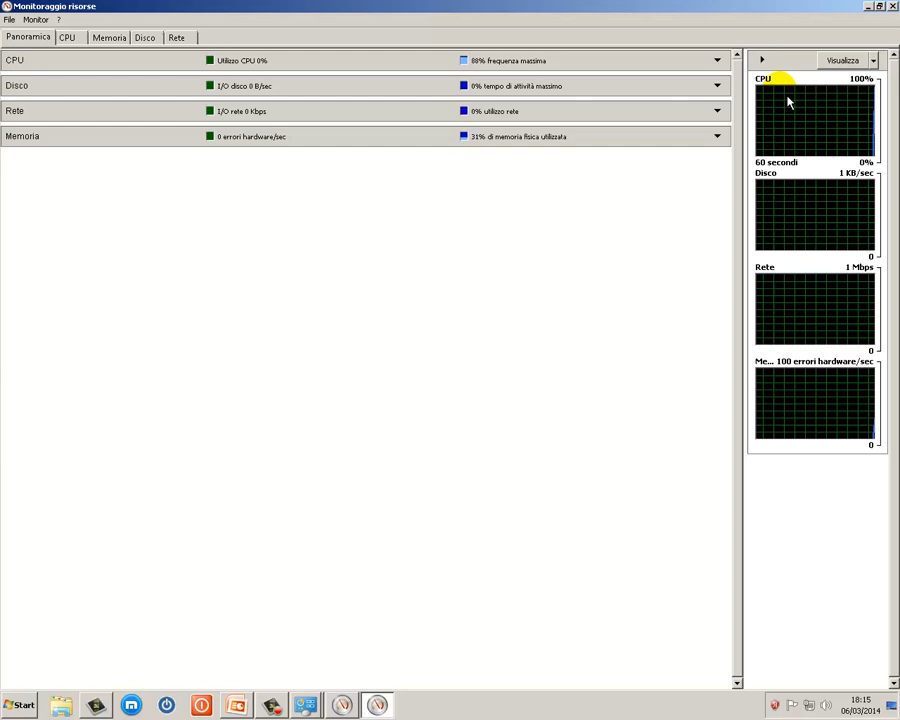 Monitoraggio risorse
File Monitor ?
Panoramica CPU Memoria Disco Rete
CPU Utilizzo CPU 0% 88% frequenza massima
Disco I/O disco 0 B/sec 0% tempo di attività massimo
Rete I/O rete 0 Kbps 0% utilizzo rete
Memoria 0 errori hardware/sec 31% di memoria fisica utilizzata
Visualizza
CPU 100%
60 secondi 0%
Disco 1 KB/sec
0
Rete 1 Mbps
0
Me... 100 errori hardware/sec
0
Start
18:15
06/03/2014